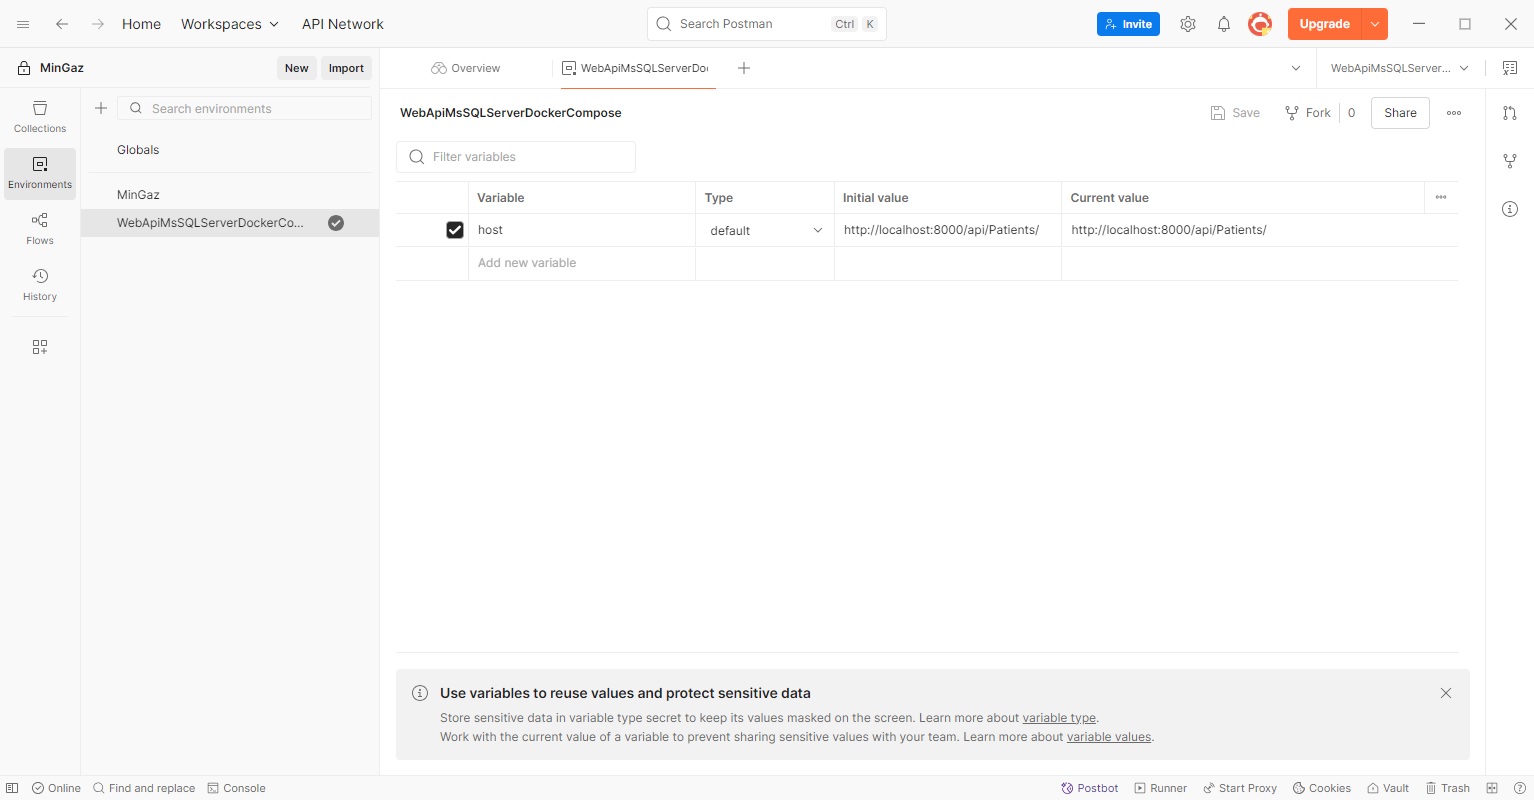 Home Workspaces API Network Search Postman Ctrl K Invite Upgrade
MinGaz New Import Overview WebApiMsSQLServerDo WebApiMsSQLServer...
Collections
Environments
Flows
History
Search environments
Globals
MinGaz
WebApiMsSQLServerDockerCo...
WebApiMsSQLServerDockerCompose Save Fork 0 Share
Filter variables
Variable Type Initial value Current value
host default http://localhost:8000/api/Patients/ http://localhost:8000/api/Patients/
Add new variable
Use variables to reuse values and protect sensitive data
Store sensitive data in variable type secret to keep its values masked on the screen. Learn more about variable type.
Work with the current value of a variable to prevent sharing sensitive values with your team. Learn more about variable values.
Online Find and replace Console Postbot Runner Start Proxy Cookies Vault Trash